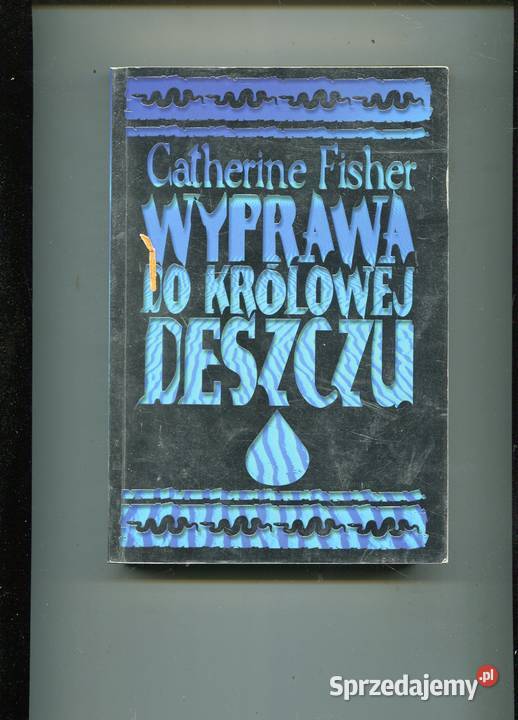 Catherine Fisher
WYPRAWA
DO KRÓLOWEJ
DESZCZU
Sprzedajemy.pl